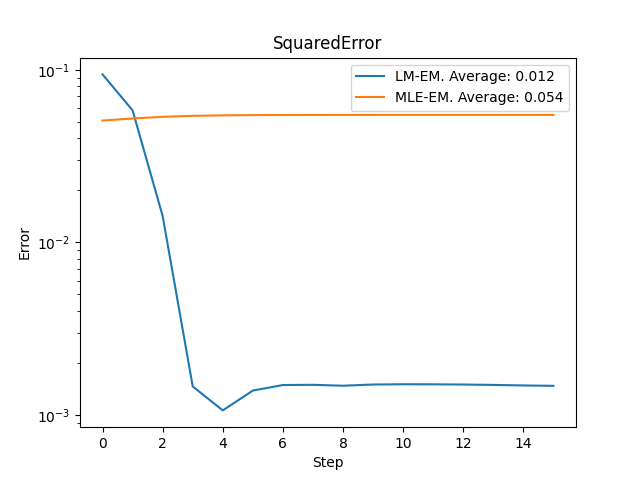 SquaredError
LM-EM. Average: 0.012
MLE-EM. Average: 0.054
Error
10⁻¹
10⁻²
10⁻³
0 2 4 6 8 10 12 14
Step